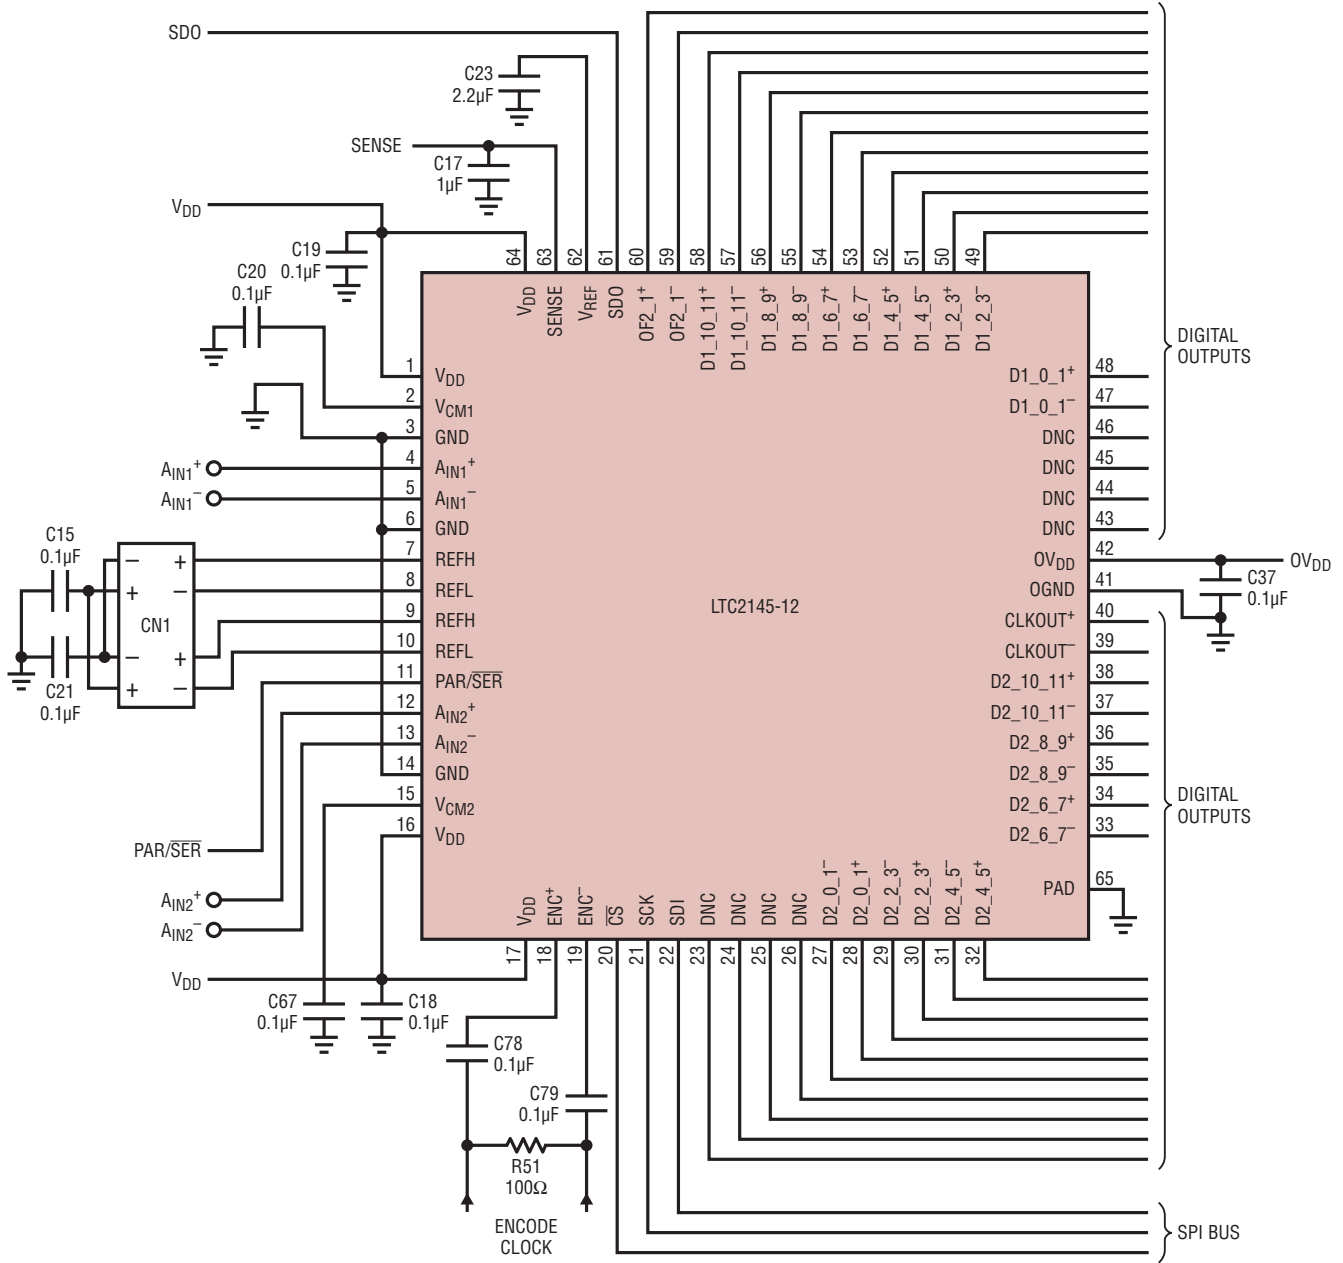 SDO
C23
2.2µF
SENSE
C17
1µF
VDD
C19
0.1µF
C20
0.1µF
64
63
62
61
60
59
58
57
56
55
54
53
52
51
50
49
VDD
SENSE
VREF
SDO
OF2_1+
OF2_1–
D1_10_11+
D1_10_11–
D1_8_9+
D1_8_9–
D1_6_7+
D1_6_7–
D1_4_5+
D1_4_5–
D1_2_3+
D1_2_3–
DIGITAL
OUTPUTS
1
VDD
2
VCM1
3
GND
AIN1+
4
AIN1+
AIN1–
5
AIN1–
6
GND
7
REFH
8
REFL
9
REFH
10
REFL
11
PAR/SER
12
AIN2+
13
AIN2–
14
GND
15
VCM2
16
VDD
C15
0.1µF
C21
0.1µF
CN1
–
+
+
–
–
+
+
–
LTC2145-12
D1_0_1+
48
D1_0_1–
47
DNC
46
DNC
45
DNC
44
DNC
43
OVDD
42
OGND
41
CLKOUT+
40
CLKOUT–
39
D2_10_11+
38
D2_10_11–
37
D2_8_9+
36
D2_8_9–
35
D2_6_7+
34
D2_6_7–
33
PAD
65
OVDD
C37
0.1µF
DIGITAL
OUTPUTS
PAR/SER
AIN2+
AIN2–
VDD
VDD
ENC+
ENC–
CS
SCK
SDI
DNC
DNC
DNC
DNC
D2_0_1–
D2_0_1+
D2_2_3–
D2_2_3+
D2_4_5–
D2_4_5+
17
18
19
20
21
22
23
24
25
26
27
28
29
30
31
32
C67
0.1µF
C18
0.1µF
C78
0.1µF
C79
0.1µF
R51
100Ω
ENCODE
CLOCK
SPI BUS